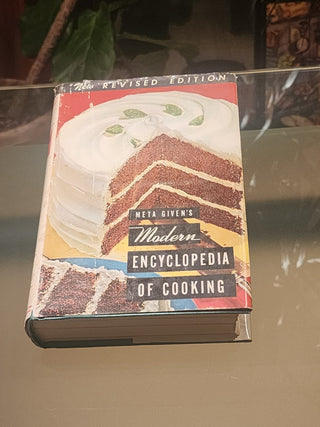 New REVISED EDITION
META GIVEN'S
Modern
ENCYCLOPEDIA
OF COOKING